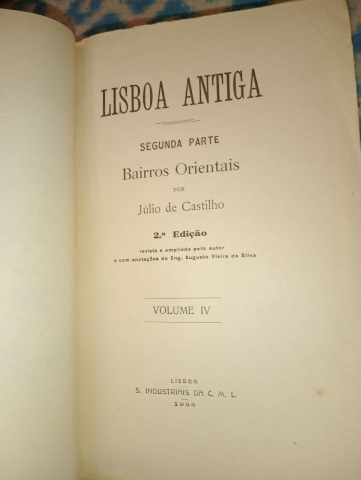 LISBOA ANTIGA
SEGUNDA PARTE
Bairros Orientais
POR
Júlio de Castilho
2.ª Edição
revista e ampliada pelo autor
e com anotações do Eng. Augusto Vieira da Silva
VOLUME IV
LISBOA
S. INDUSTRIAIS DA C. M. L.
1936